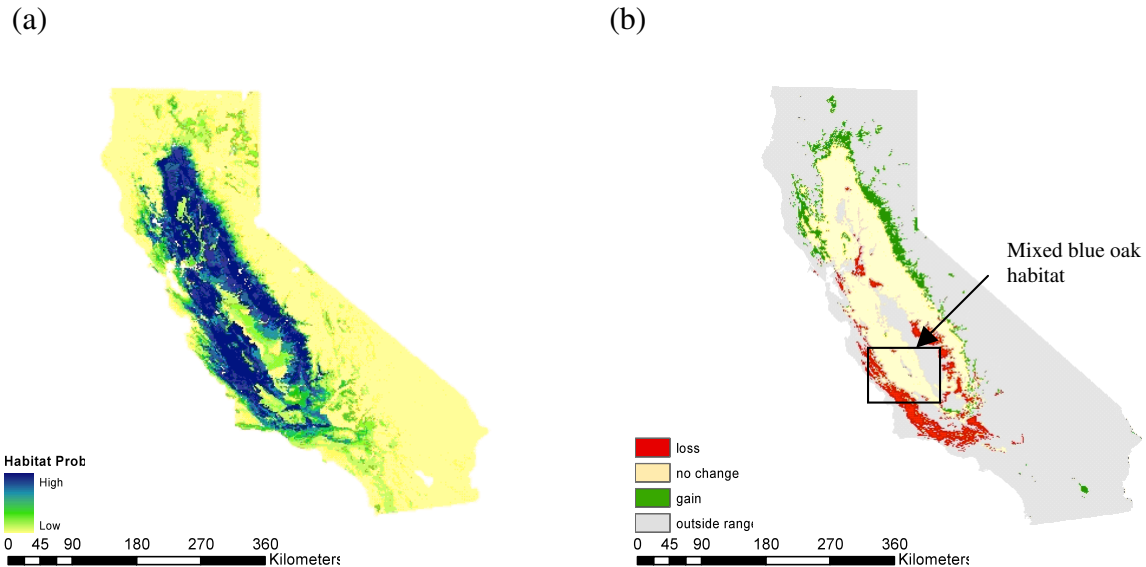 (a)
(b)
Mixed blue oak
habitat
Habitat Prob
High
Low
loss
no change
gain
outside range
0 45 90 180 270 360
Kilometers
0 45 90 180 270 360
Kilometers